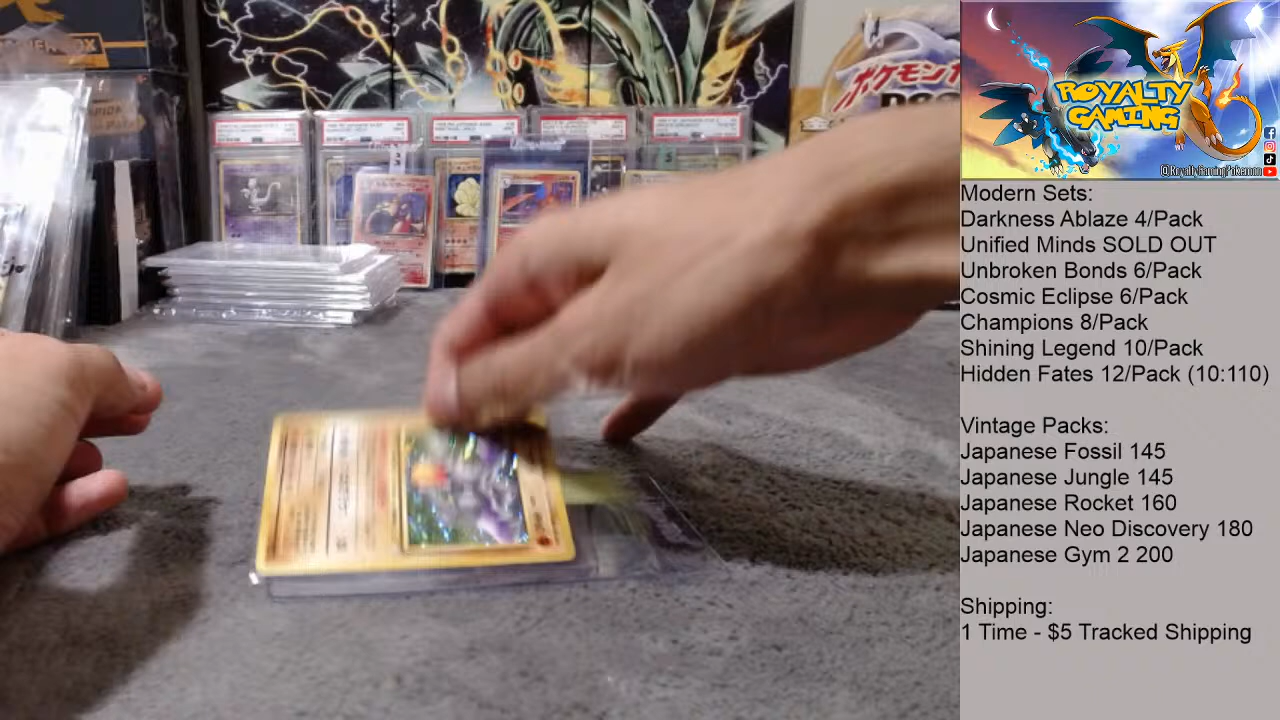 ROYALTY
GAMING
@RoyaltyGamingPokemon
Modern Sets:
Darkness Ablaze 4/Pack
Unified Minds SOLD OUT
Unbroken Bonds 6/Pack
Cosmic Eclipse 6/Pack
Champions 8/Pack
Shining Legend 10/Pack
Hidden Fates 12/Pack (10:110)
Vintage Packs:
Japanese Fossil 145
Japanese Jungle 145
Japanese Rocket 160
Japanese Neo Discovery 180
Japanese Gym 2 200
Shipping:
1 Time - $5 Tracked Shipping
ポケモン